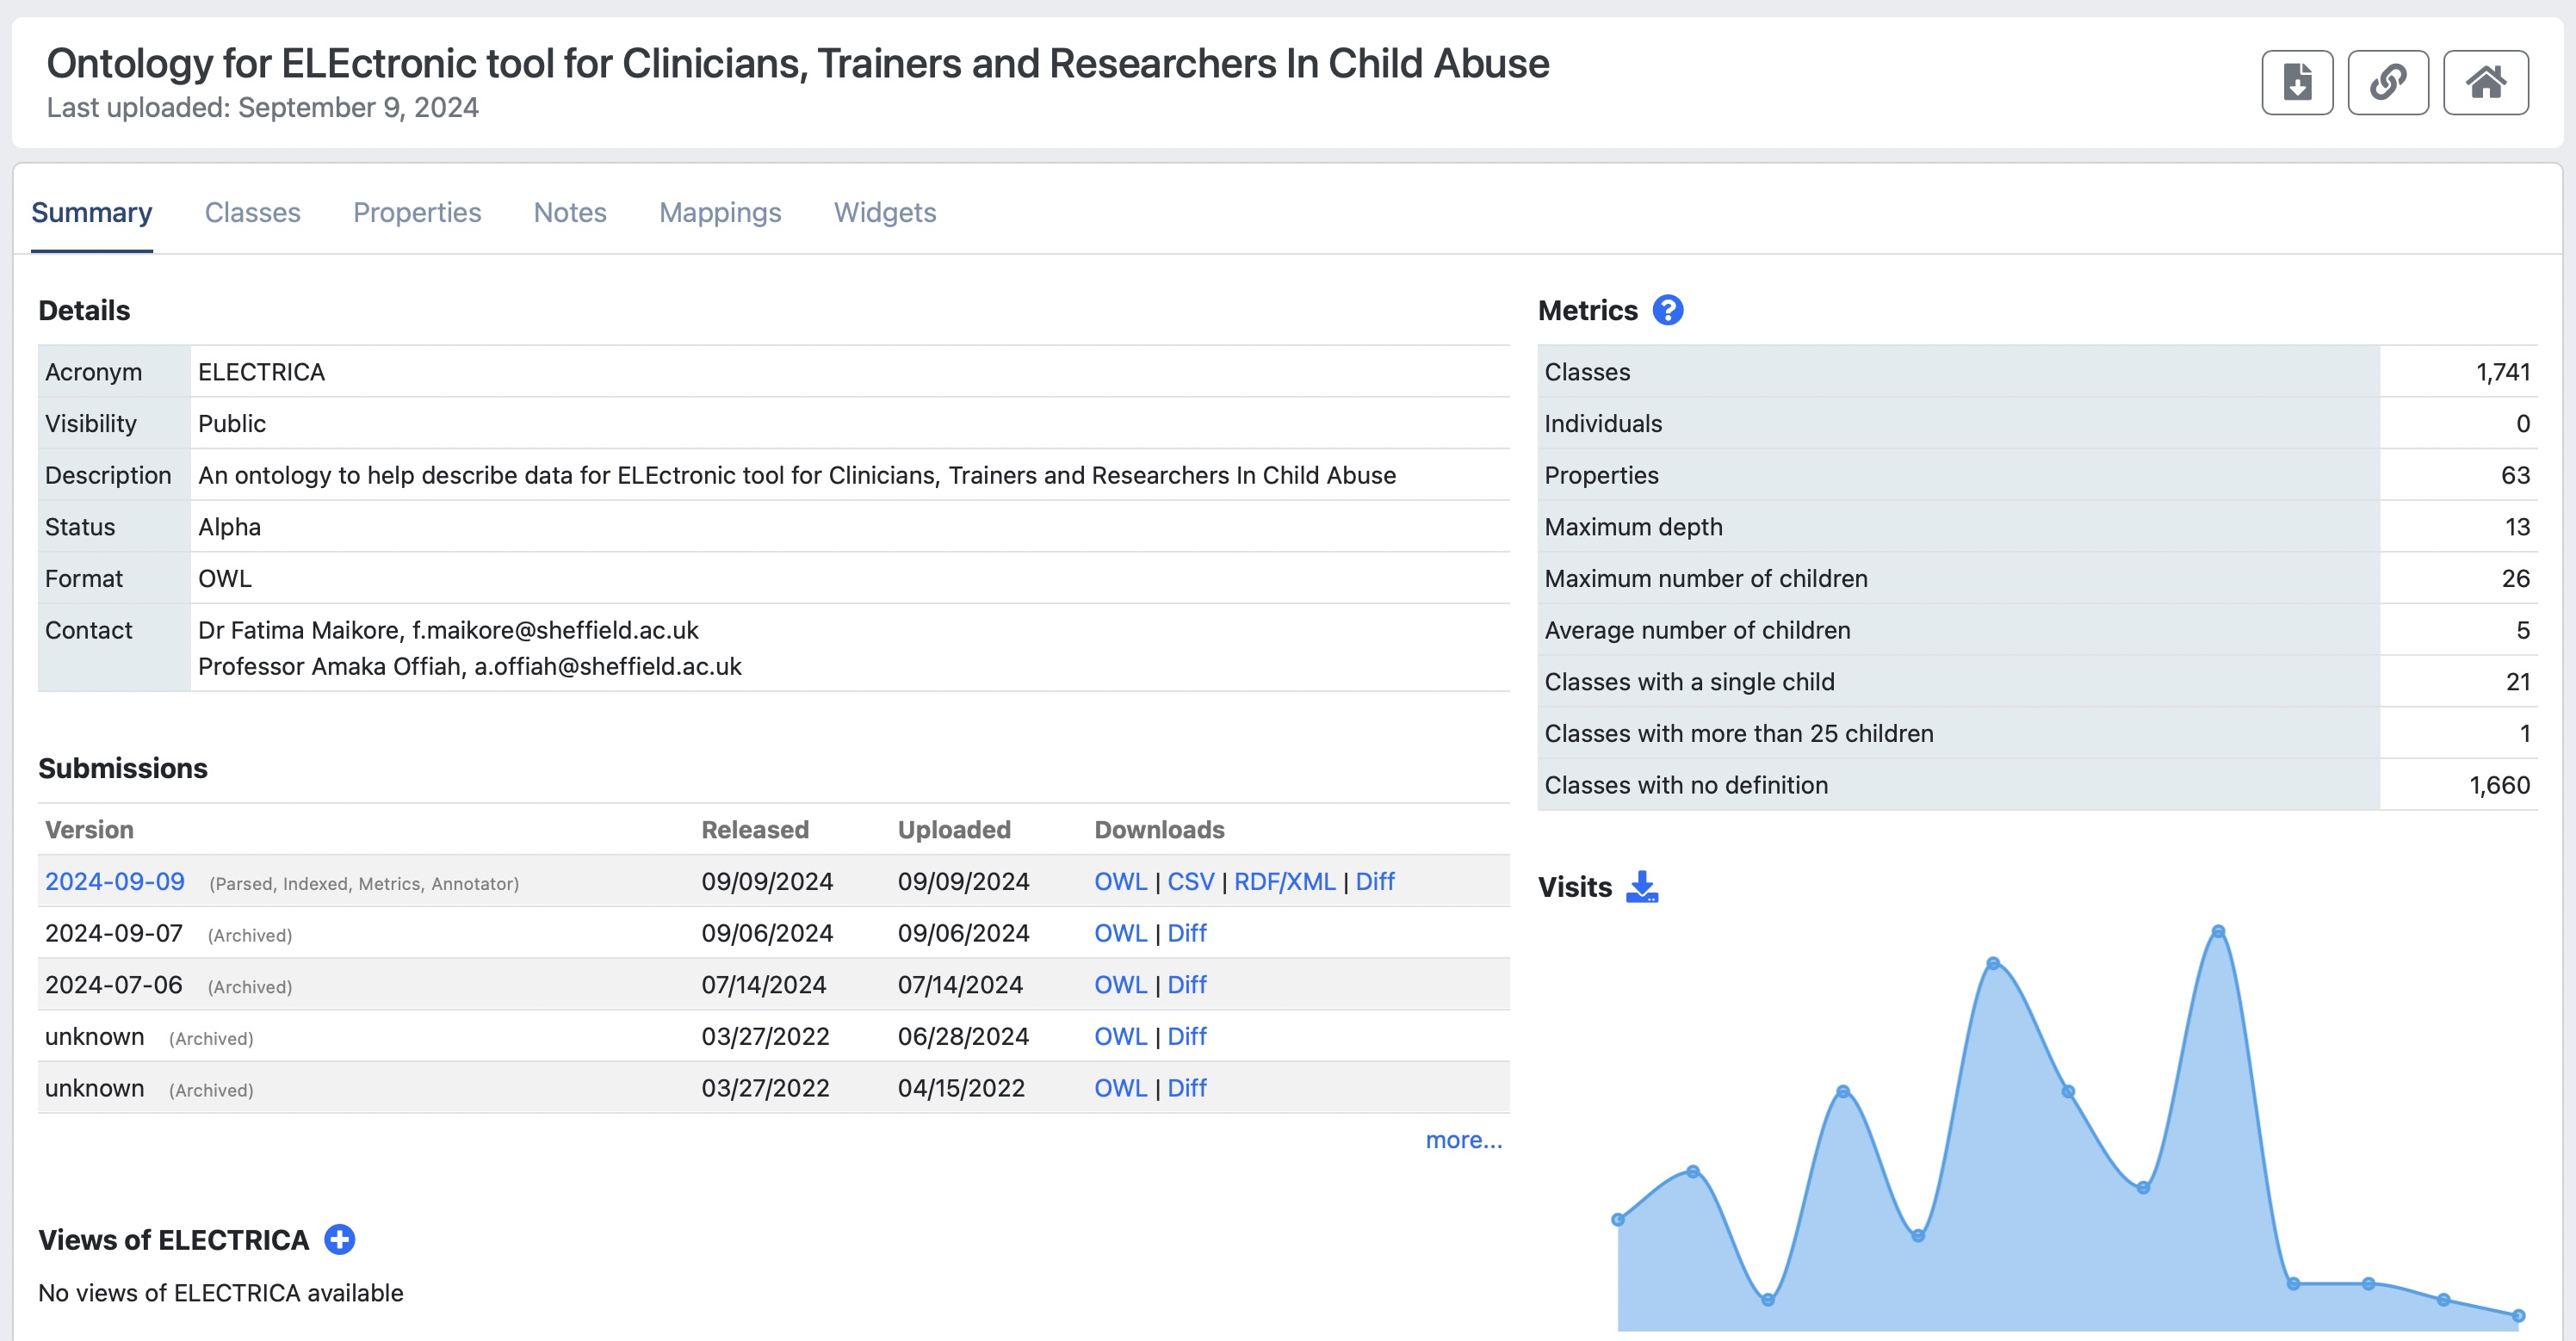 Ontology for ELEctronic tool for Clinicians, Trainers and Researchers In Child Abuse
Last uploaded: September 9, 2024
Summary Classes Properties Notes Mappings Widgets
Details
Acronym ELECTRICA
Visibility Public
Description An ontology to help describe data for ELEctronic tool for Clinicians, Trainers and Researchers In Child Abuse
Status Alpha
Format OWL
Contact Dr Fatima Maikore, f.maikore@sheffield.ac.uk
Professor Amaka Offiah, a.offiah@sheffield.ac.uk
Submissions
Version Released Uploaded Downloads
2024-09-09 (Parsed, Indexed, Metrics, Annotator) 09/09/2024 09/09/2024 OWL | CSV | RDF/XML | Diff
2024-09-07 (Archived) 09/06/2024 09/06/2024 OWL | Diff
2024-07-06 (Archived) 07/14/2024 07/14/2024 OWL | Diff
unknown (Archived) 03/27/2022 06/28/2024 OWL | Diff
unknown (Archived) 03/27/2022 04/15/2022 OWL | Diff
more...
Views of ELECTRICA
No views of ELECTRICA available
Metrics ?
Classes 1,741
Individuals 0
Properties 63
Maximum depth 13
Maximum number of children 26
Average number of children 5
Classes with a single child 21
Classes with more than 25 children 1
Classes with no definition 1,660
Visits